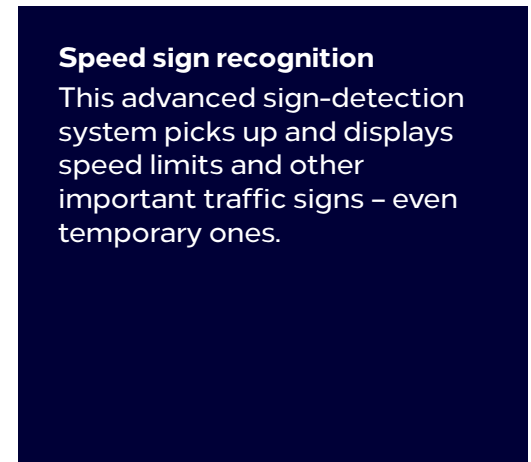 Speed sign recognition
This advanced sign-detection
system picks up and displays
speed limits and other
important traffic signs – even
temporary ones.